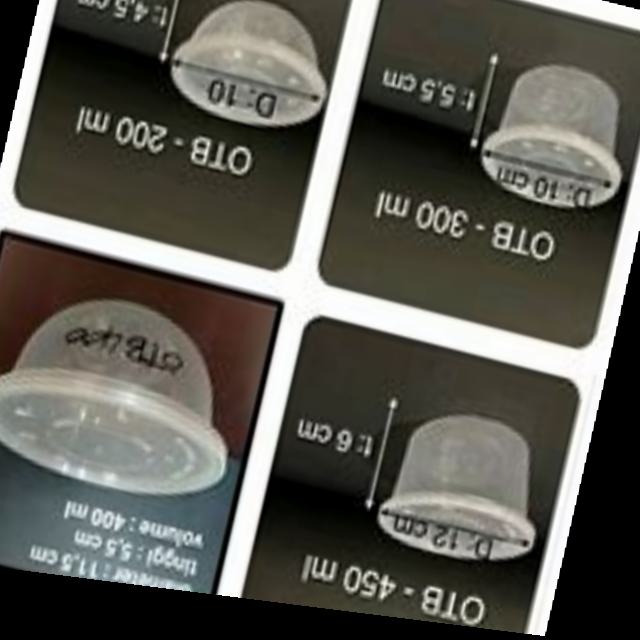 OTB - 450 ml
D: 12 cm
t: 6 cm
diameter : 11,5 cm
tinggi : 5,5 cm
volume : 400 ml
OTB 400
OTB - 300 ml
D: 10 cm
t: 5,5 cm
OTB - 200 ml
D: 10
t: 4,5 cm